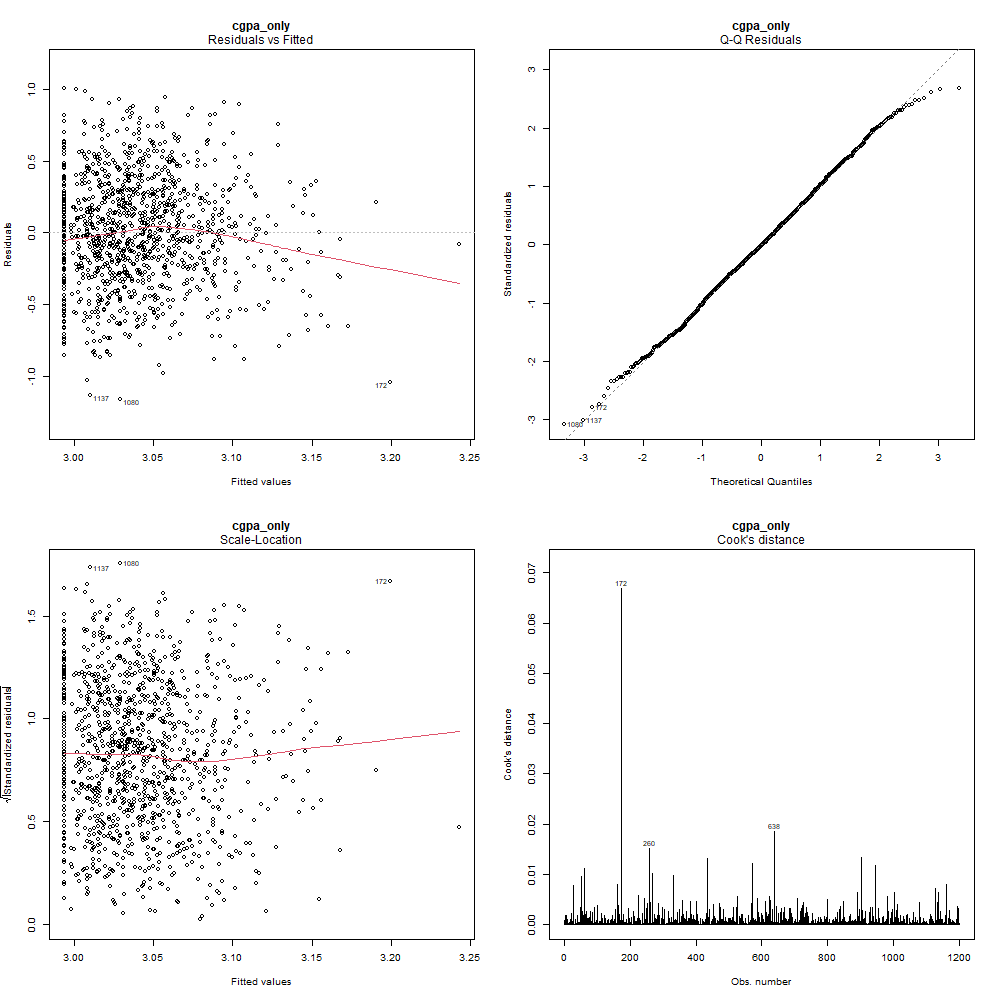 cgpa_only
Residuals vs Fitted
1.0
0.5
0.0
-0.5
-1.0
Residuals
172
1137
1080
3.00 3.05 3.10 3.15 3.20 3.25
Fitted values
cgpa_only
Q-Q Residuals
3
2
1
0
-1
-2
-3
Standardized residuals
172
1137
1080
-3 -2 -1 0 1 2 3
Theoretical Quantiles
cgpa_only
Scale-Location
1137
1080
172
1.5
1.0
0.5
0.0
√|Standardized residuals|
3.00 3.05 3.10 3.15 3.20 3.25
Fitted values
cgpa_only
Cook's distance
0.07
0.06
0.05
0.04
0.03
0.02
0.01
0.00
Cook's distance
172
638
260
0 200 400 600 800 1000 1200
Obs. number